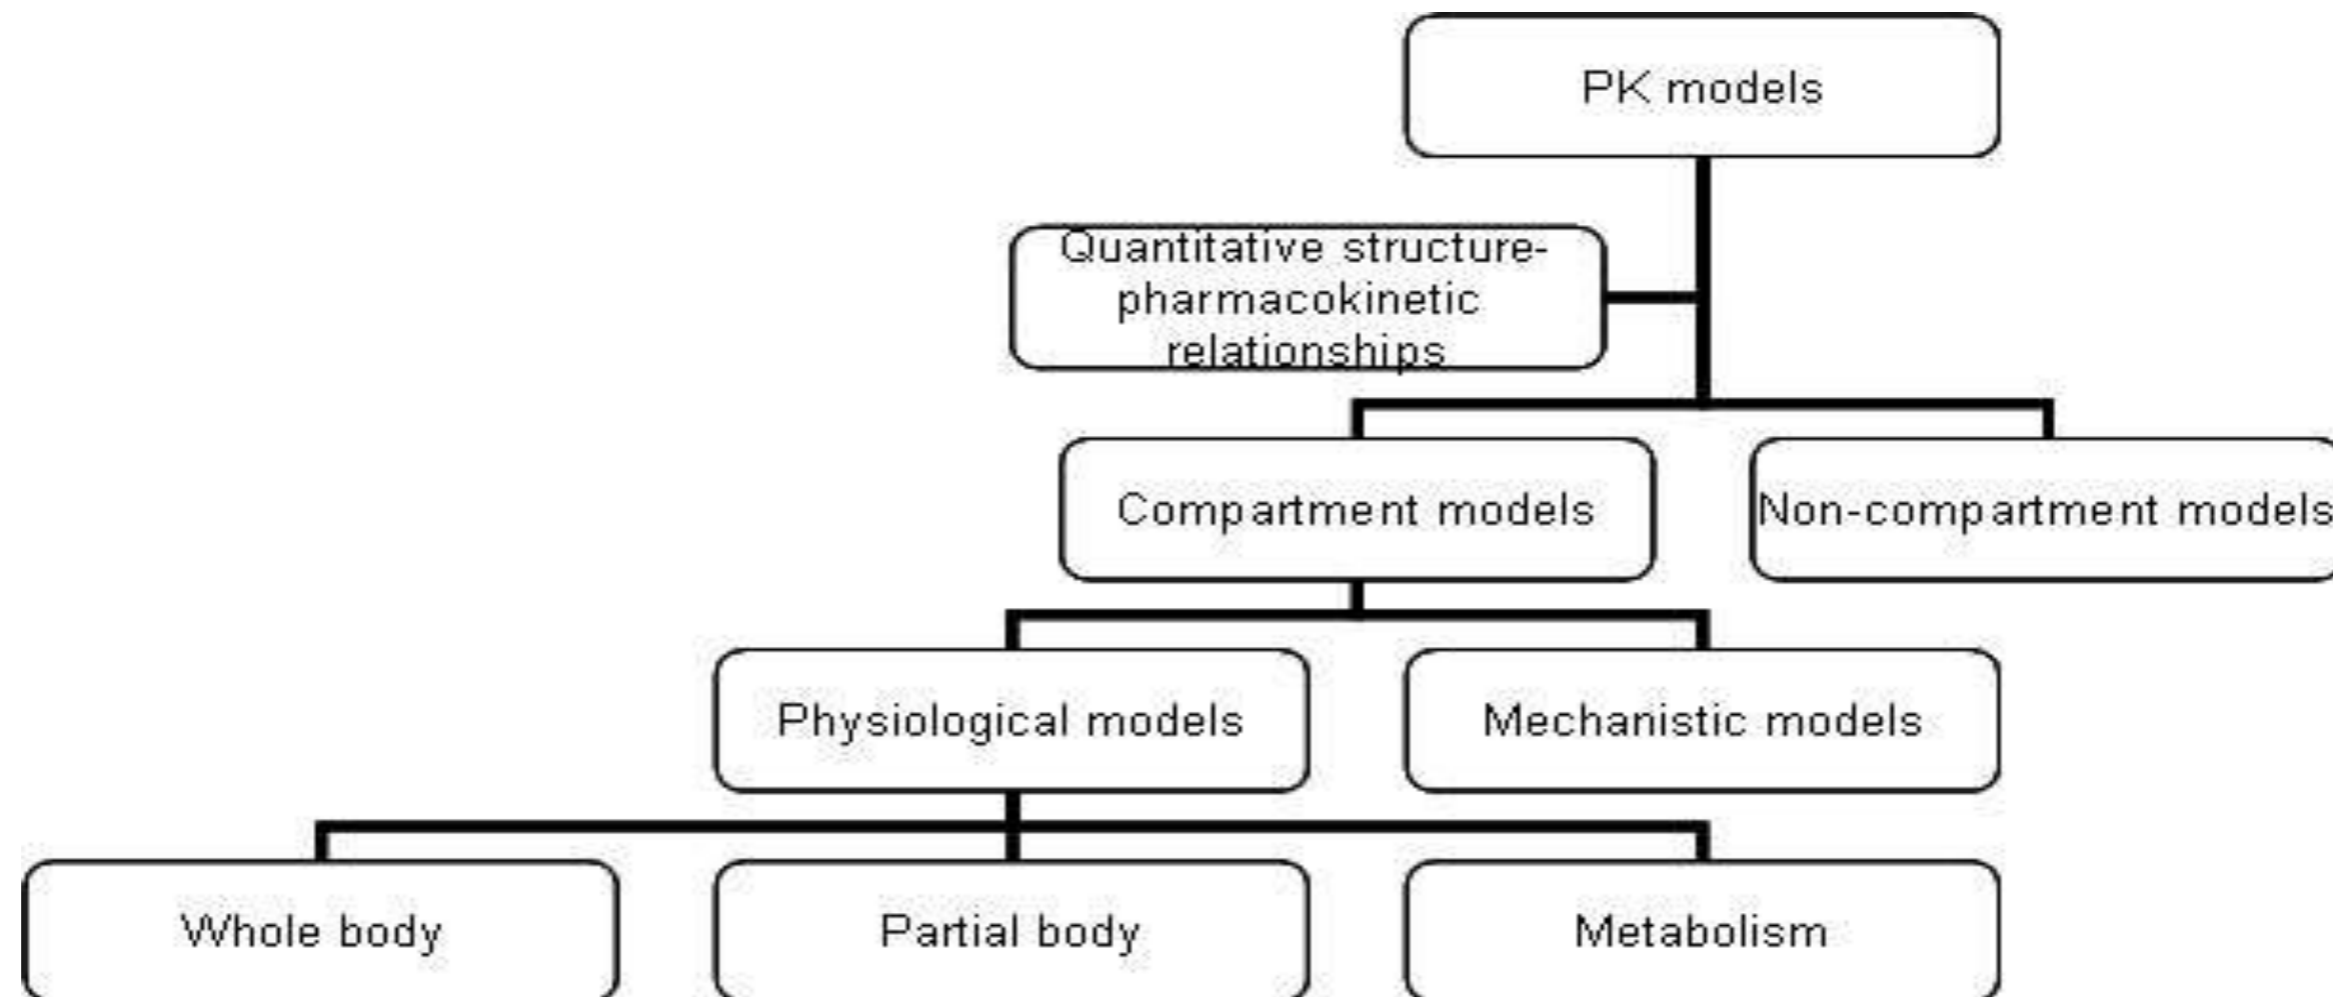 PK models
Quantitative structure-
pharmacokinetic
relationships
Compartment models
Non-compartment models
Physiological models
Mechanistic models
Whole body
Partial body
Metabolism